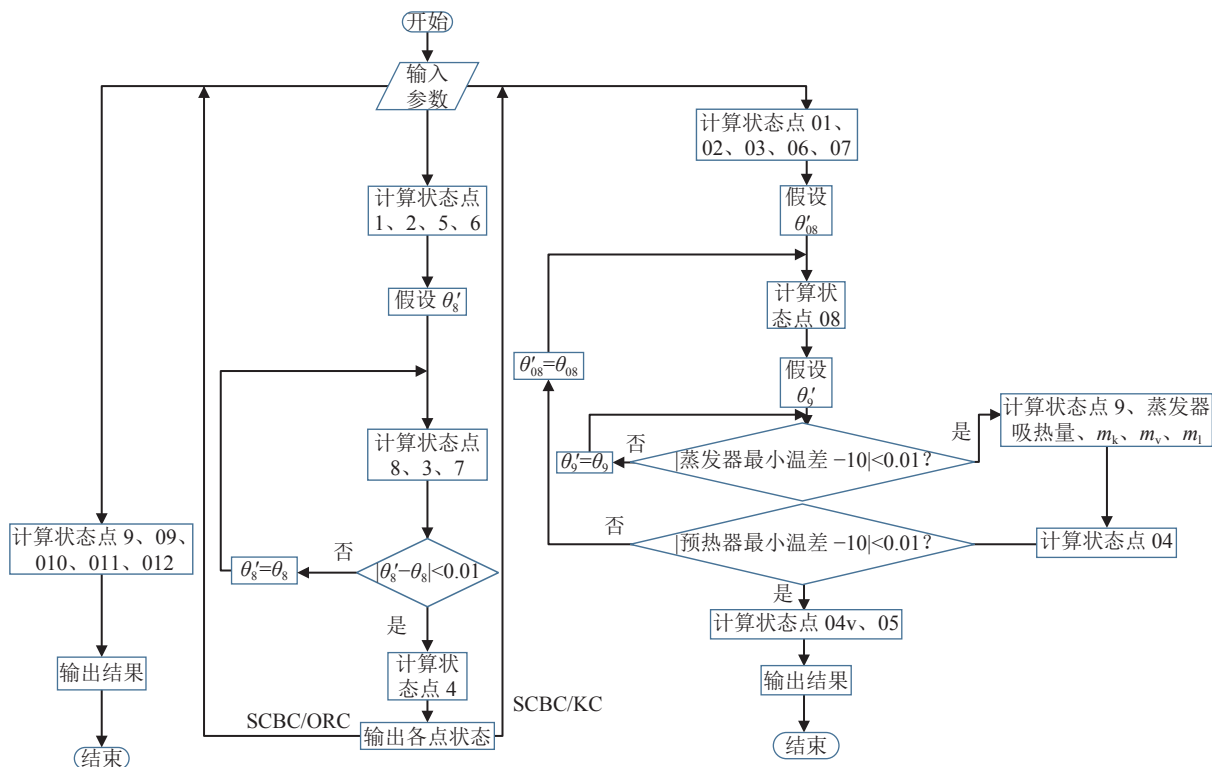 开始
输入
参数
计算状态点
1、2、5、6
假设 θ′₈
计算状态点
8、3、7
|θ′₈−θ₈|<0.01
否
θ′₈=θ₈
是
计算状
态点 4
输出各点状态
SCBC/ORC
SCBC/KC
计算状态点 9、09、
010、011、012
输出结果
结束
计算状态点 01、
02、03、06、07
假设
θ′₀₈
计算状
态点 08
θ′₀₈=θ₀₈
假设
θ′₉
否
θ′₉=θ₉
|蒸发器最小温差 −10|<0.01?
是
计算状态点 9、蒸发器
吸热量、mₖ、mᵥ、mₗ
计算状态点 04
|预热器最小温差 −10|<0.01?
否
是
计算状态点 04v、05
输出结果
结束